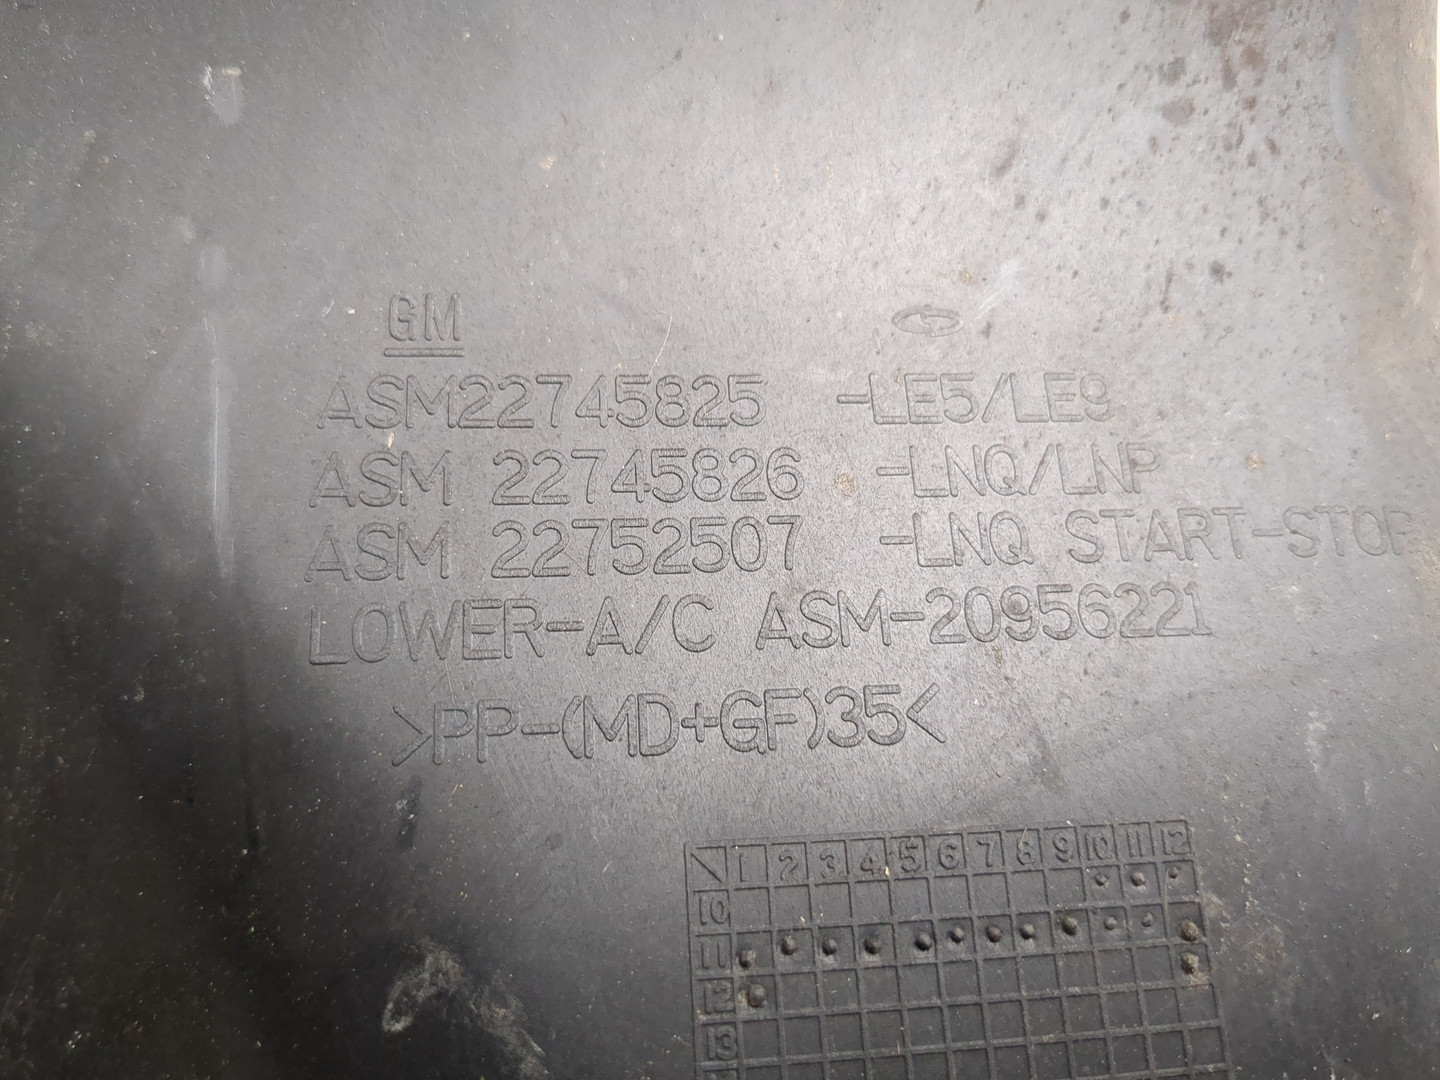 GM
ASM22745825 -LE5/LE9
ASM 22745826 -LNQ/LNP
ASM 22752507 -LNQ START-STOP
LOWER-A/C ASM-20956221
>PP-(MD+GF)35<
1 2 3 4 5 6 7 8 9 10 11 12
10
11
12
13